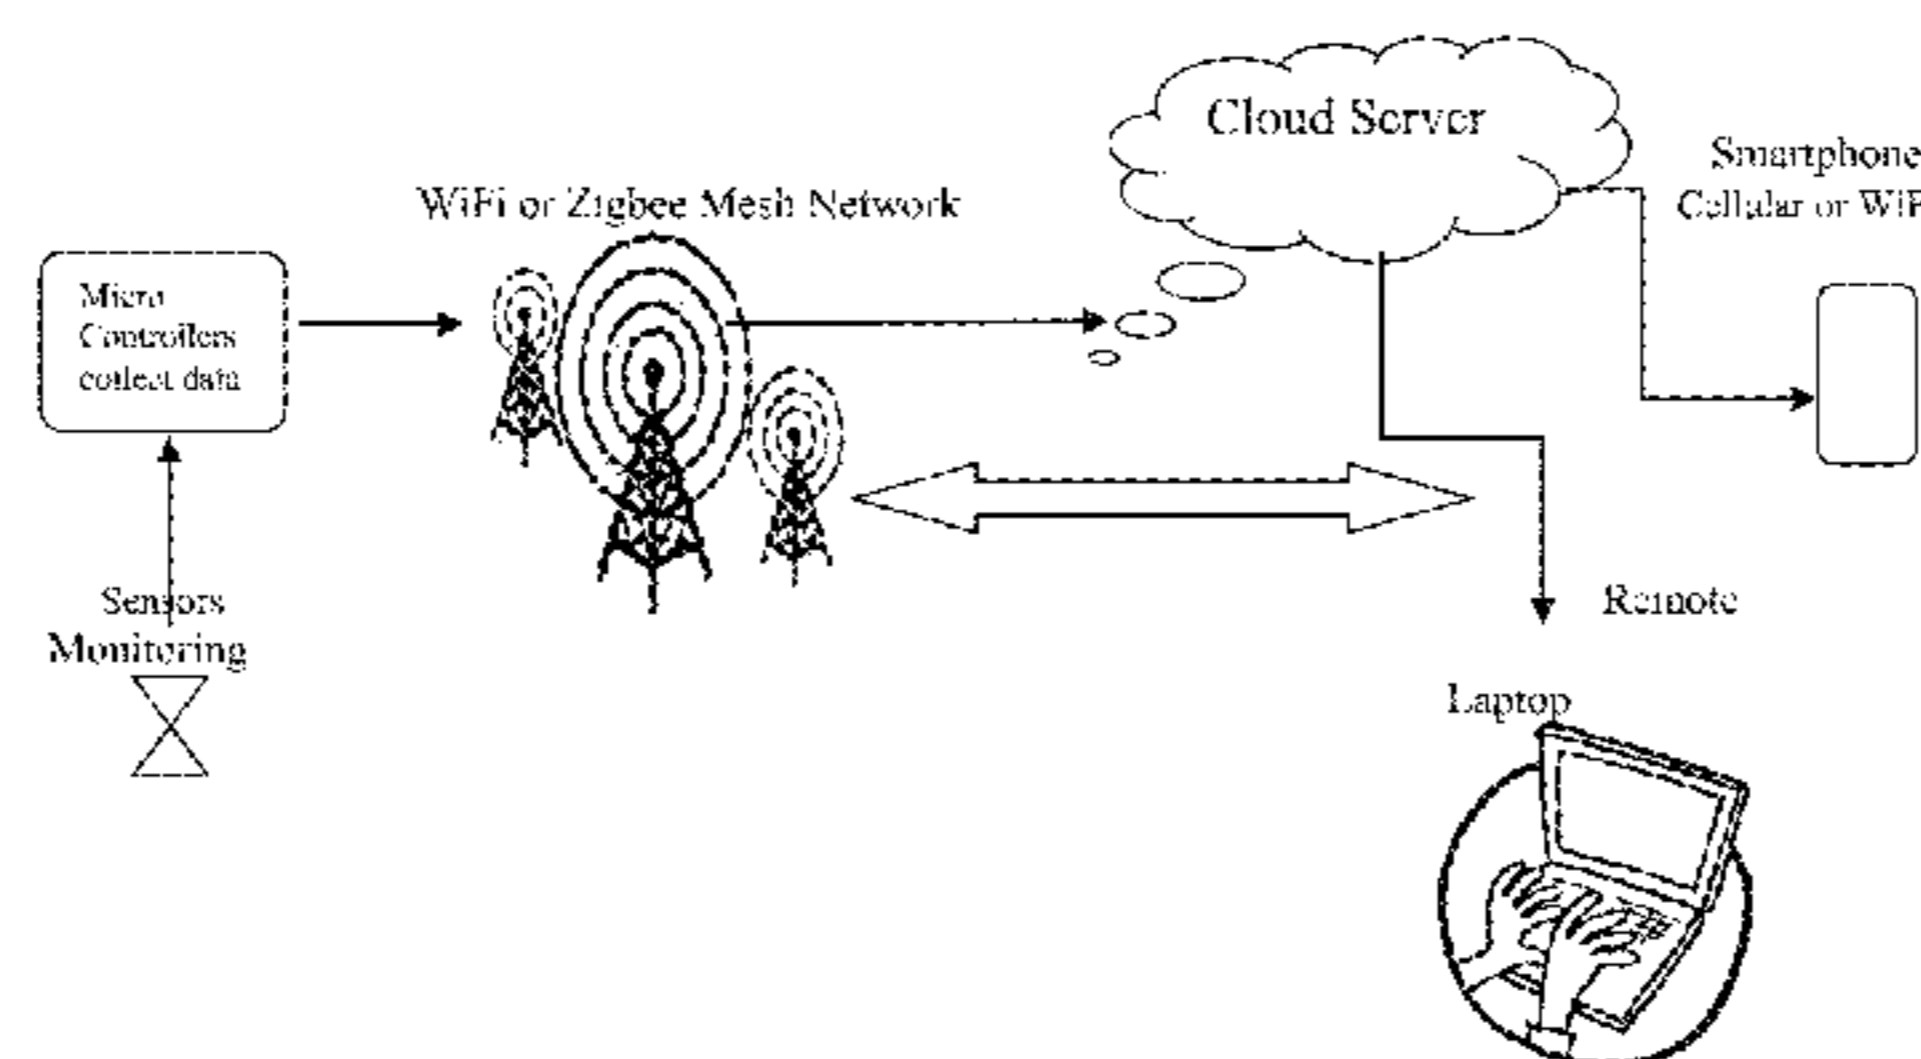 Cloud Server
Smartphone
Cellular or WiF
WiFi or Zigbee Mesh Network
Micro
Controllers
collect data
Sensors
Monitoring
Remote
Laptop